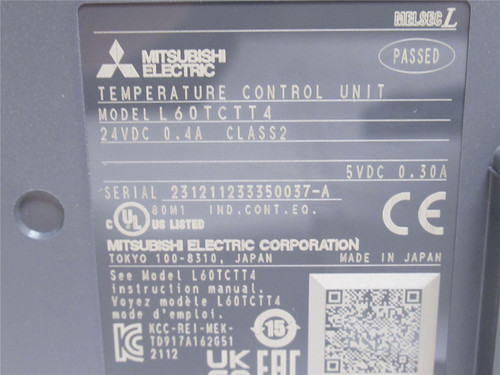 MELSEC L
MITSUBISHI
ELECTRIC
PASSED
TEMPERATURE CONTROL UNIT
MODEL L60TCTT4
24VDC 0.4A CLASS2
5VDC 0.30A
SERIAL 231211233350037-A
80M1 IND.CONT.EQ.
C UL US LISTED
CE
MITSUBISHI ELECTRIC CORPORATION
TOKYO 100-8310, JAPAN MADE IN JAPAN
See Model L60TCTT4
instruction manual.
Voyez modèle L60TCTT4
mode d'emploi.
KCC-REI-MEK-
TD917A162G51
2112
15
UK
EAC